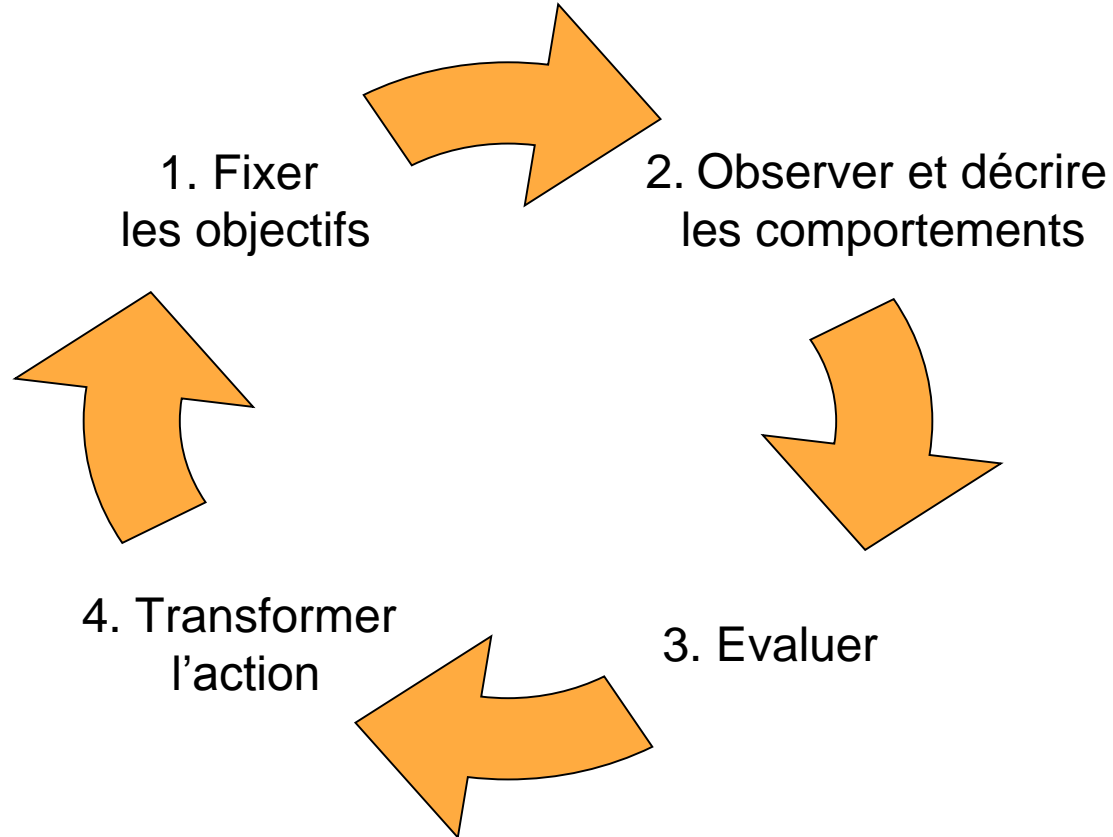 1. Fixer
les objectifs
2. Observer et décrire
les comportements
3. Evaluer
4. Transformer
l’action